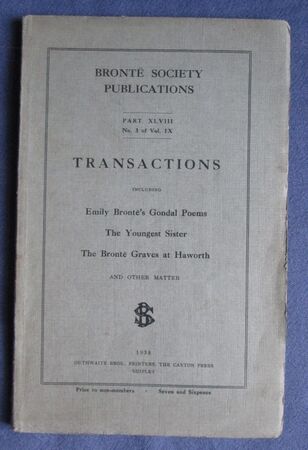 BRONTË SOCIETY
PUBLICATIONS
PART XLVIII
No. 3 of Vol. IX
TRANSACTIONS
INCLUDING
Emily Brontë's Gondal Poems
The Youngest Sister
The Brontë Graves at Haworth
AND OTHER MATTER
BS
1938
OUTHWAITE BROS., PRINTERS, THE CAXTON PRESS
SHIPLEY
Price to non-members - Seven and Sixpence